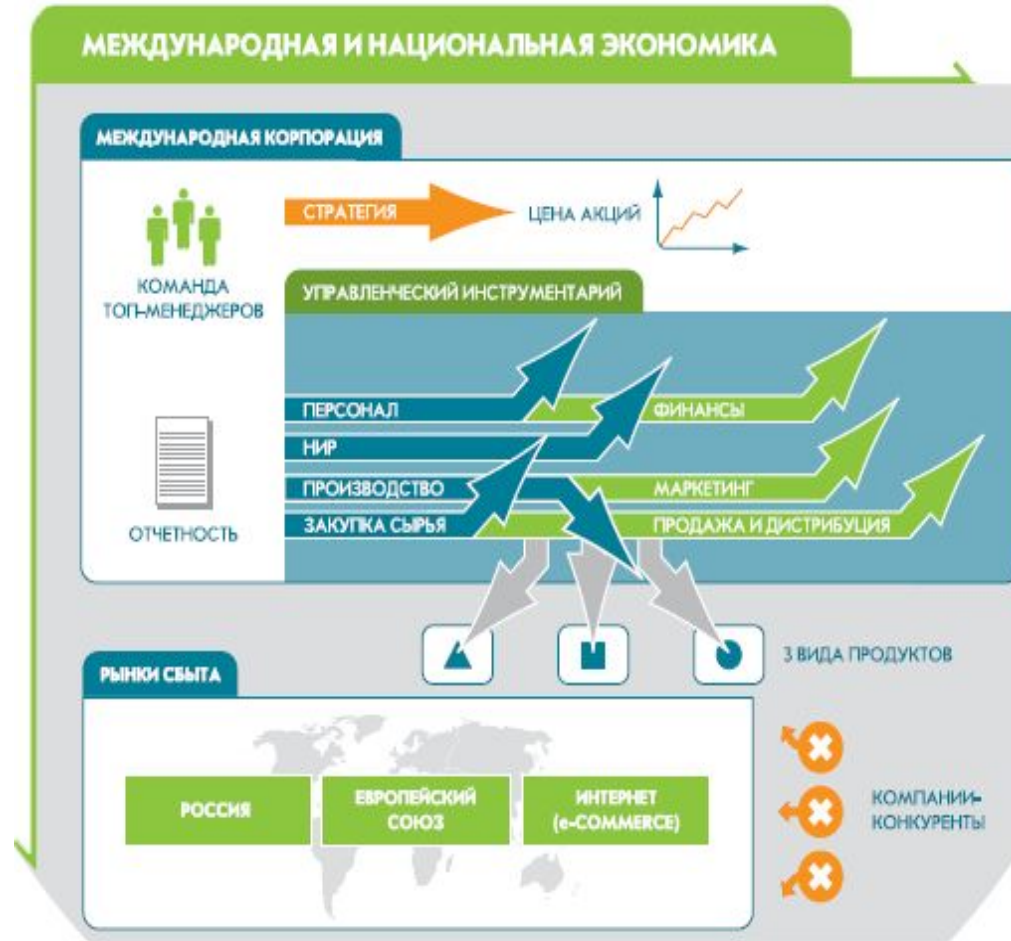 МЕЖДУНАРОДНАЯ И НАЦИОНАЛЬНАЯ ЭКОНОМИКА
МЕЖДУНАРОДНАЯ КОРПОРАЦИЯ
СТРАТЕГИЯ
ЦЕНА АКЦИЙ
КОМАНДА
ТОП-МЕНЕДЖЕРОВ
УПРАВЛЕНЧЕСКИЙ ИНСТРУМЕНТАРИЙ
ПЕРСОНАЛ
ФИНАНСЫ
НИР
ПРОИЗВОДСТВО
МАРКЕТИНГ
ЗАКУПКА СЫРЬЯ
ПРОДАЖА И ДИСТРИБУЦИЯ
ОТЧЕТНОСТЬ
3 ВИДА ПРОДУКТОВ
РЫНКИ СБЫТА
РОССИЯ
ЕВРОПЕЙСКИЙ
СОЮЗ
ИНТЕРНЕТ
(e-COMMERCE)
КОМПАНИИ-
КОНКУРЕНТЫ